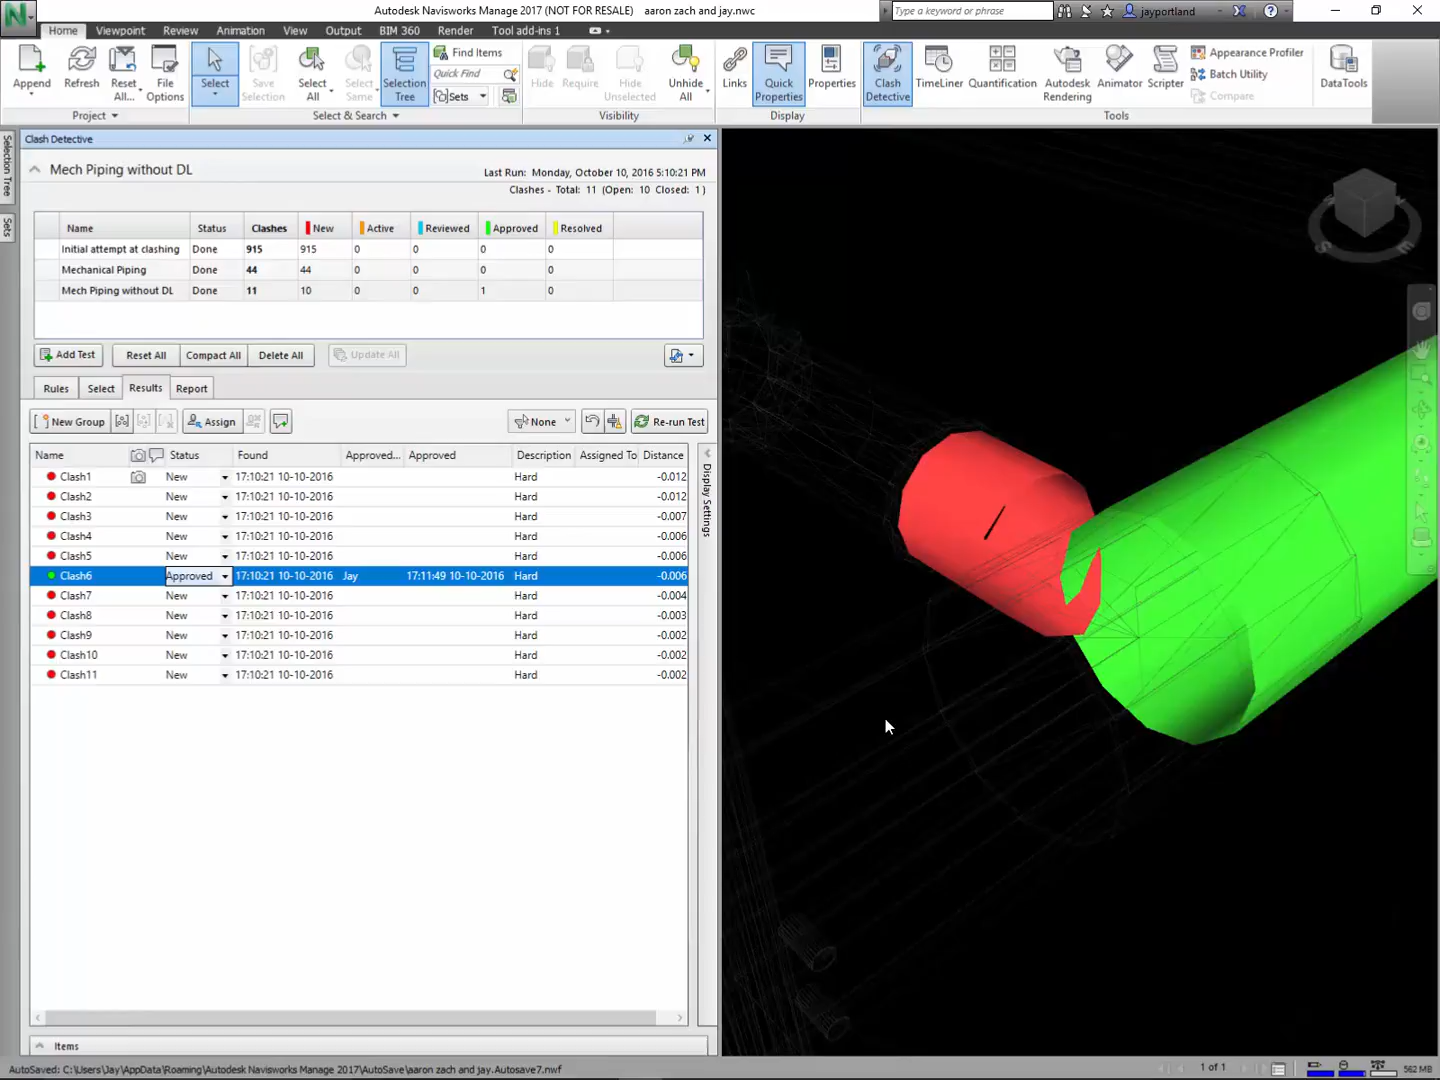 Autodesk Navisworks Manage 2017 (NOT FOR RESALE) aaron zach and jay.nwc
Type a keyword or phrase
jayportland
Home Viewpoint Review Animation View Output BIM 360 Render Tool add-ins 1
Append
Refresh
Reset All...
File Options
Project
Select
Save Selection
Select All
Select Same
Selection Tree
Find Items
Quick Find
Sets
Select & Search
Hide
Require
Hide Unselected
Unhide All
Visibility
Links
Quick Properties
Properties
Display
Clash Detective
TimeLiner
Quantification
Autodesk Rendering
Animator
Scripter
Appearance Profiler
Batch Utility
Compare
Tools
DataTools
Selection Tree
Sets
Clash Detective
Mech Piping without DL
Last Run: Monday, October 10, 2016 5:10:21 PM
Clashes - Total: 11 (Open: 10 Closed: 1 )
Name Status Clashes New Active Reviewed Approved Resolved
Initial attempt at clashing Done 915 915 0 0 0 0
Mechanical Piping Done 44 44 0 0 0 0
Mech Piping without DL Done 11 10 0 0 1 0
Add Test Reset All Compact All Delete All Update All
Rules Select Results Report
New Group Assign None Re-run Test
Name Status Found Approved... Approved Description Assigned To Distance
Clash1 New 17:10:21 10-10-2016 Hard -0.012
Clash2 New 17:10:21 10-10-2016 Hard -0.012
Clash3 New 17:10:21 10-10-2016 Hard -0.007
Clash4 New 17:10:21 10-10-2016 Hard -0.006
Clash5 New 17:10:21 10-10-2016 Hard -0.006
Clash6 Approved 17:10:21 10-10-2016 Jay 17:11:49 10-10-2016 Hard -0.006
Clash7 New 17:10:21 10-10-2016 Hard -0.004
Clash8 New 17:10:21 10-10-2016 Hard -0.003
Clash9 New 17:10:21 10-10-2016 Hard -0.002
Clash10 New 17:10:21 10-10-2016 Hard -0.002
Clash11 New 17:10:21 10-10-2016 Hard -0.002
Display Settings
S E
Items
AutoSaved: C:\Users\Jay\AppData\Roaming\Autodesk Navisworks Manage 2017\AutoSave\aaron zach and jay.Autosave7.nwf
1 of 1
562 MB